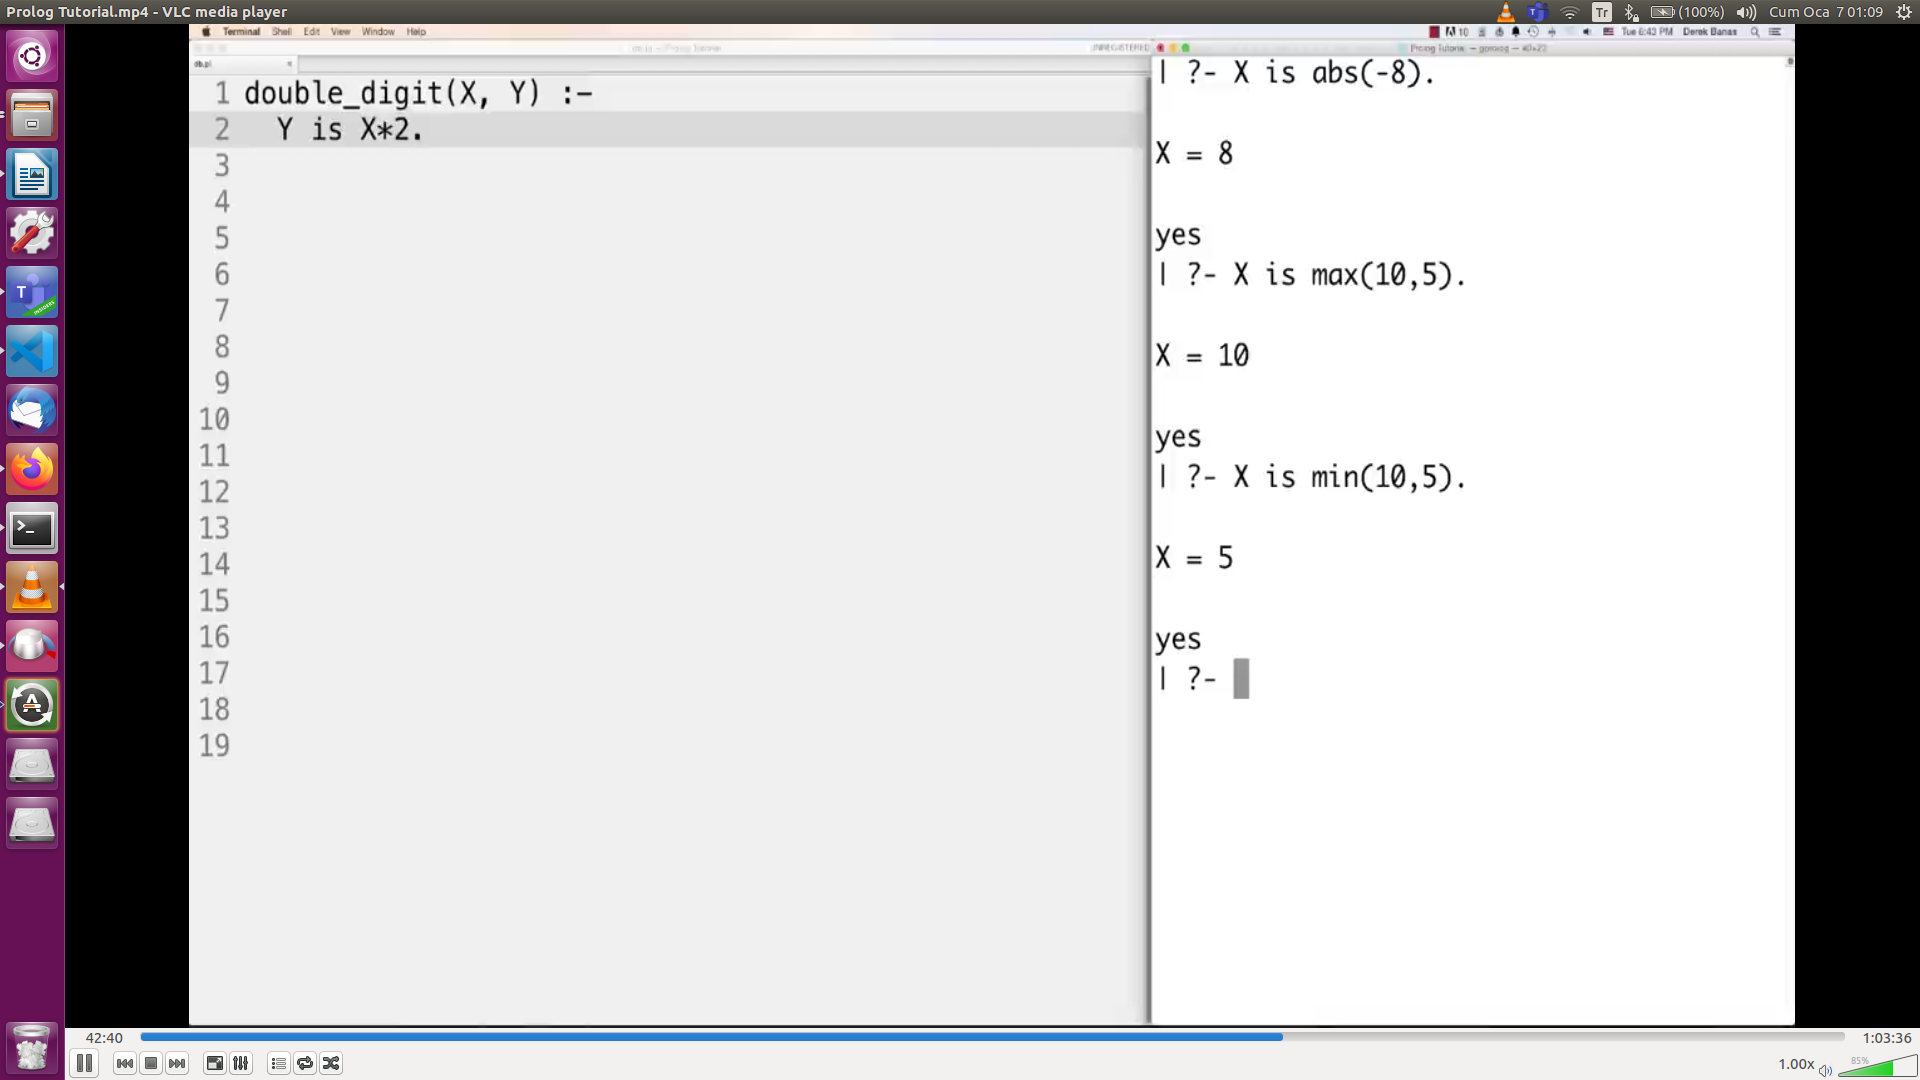 Prolog Tutorial.mp4 - VLC media player
Tr
(100%)
Cum Oca 7 01:09
Terminal Shell Edit View Window Help
10
Tue 6:43 PM Derek Banas
UNREGISTERED
db.pl
1 double_digit(X, Y) :-
2 Y is X*2.
3
4
5
6
7
8
9
10
11
12
13
14
15
16
17
18
19
Prolog Tutorial — gprolog — 40×23
| ?- X is abs(-8).
X = 8
yes
| ?- X is max(10,5).
X = 10
yes
| ?- X is min(10,5).
X = 5
yes
| ?-
42:40
1:03:36
1.00x
85%